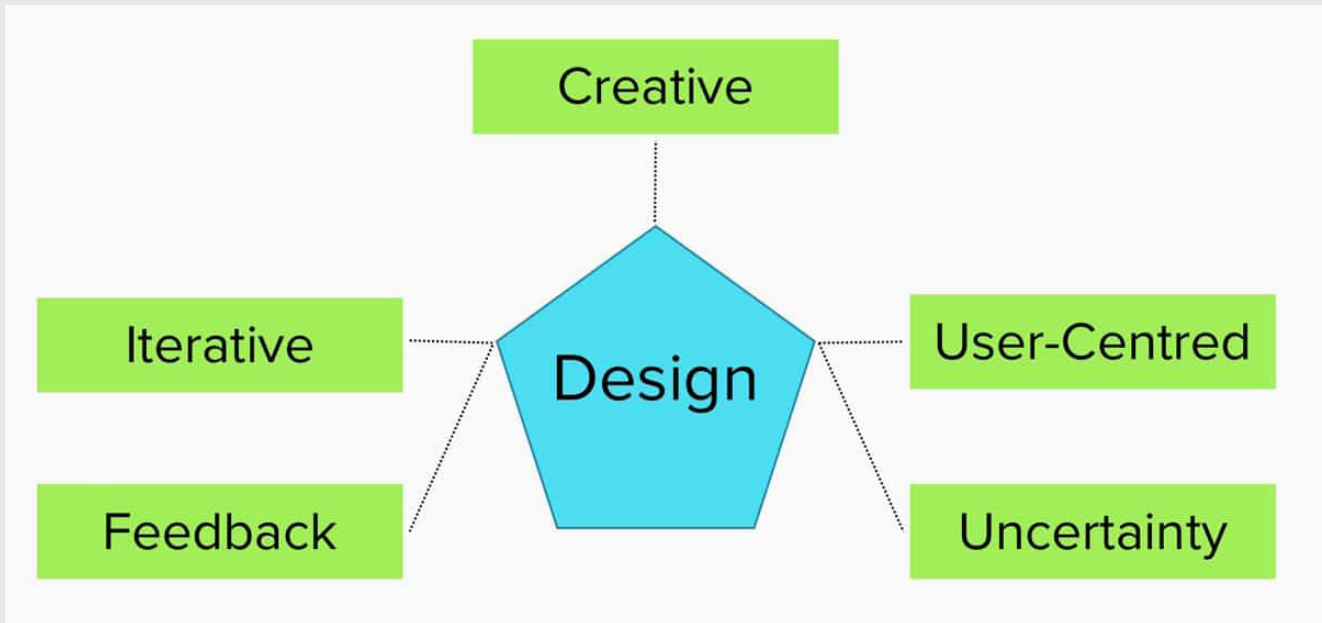 Creative
Iterative
User-Centred
Design
Feedback
Uncertainty